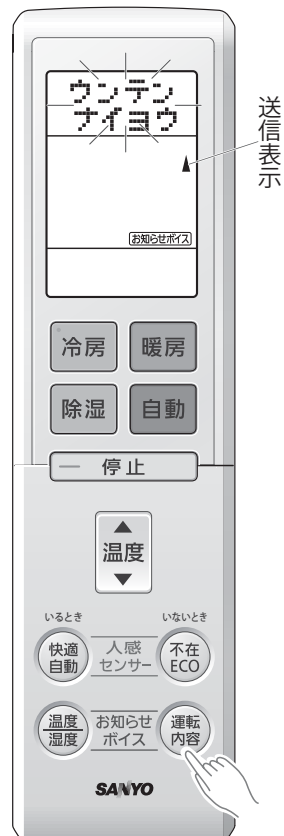 ウンテン
ナイヨウ
送信表示
お知らせボイス
冷房
暖房
除湿
自動
停止
温度
いるとき
いないとき
快適
自動
人感
センサー
不在
ECO
温度
湿度
お知らせ
ボイス
運転
内容
SANYO